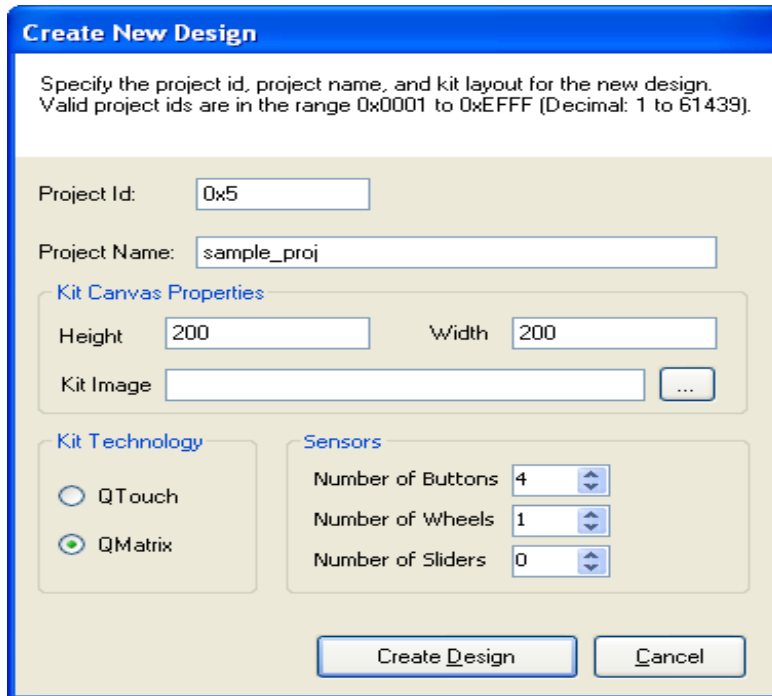 Create New Design
Specify the project id, project name, and kit layout for the new design.
Valid project ids are in the range 0x0001 to 0xEFFF (Decimal: 1 to 61439).
Project Id: 0x5
Project Name: sample_proj
Kit Canvas Properties
Height 200 Width 200
Kit Image ...
Kit Technology
QTouch
QMatrix
Sensors
Number of Buttons 4
Number of Wheels 1
Number of Sliders 0
Create Design Cancel